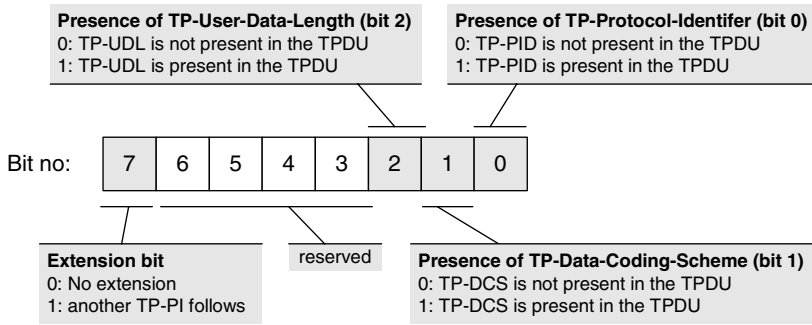 Presence of TP-User-Data-Length (bit 2)
0: TP-UDL is not present in the TPDU
1: TP-UDL is present in the TPDU
Presence of TP-Protocol-Identifer (bit 0)
0: TP-PID is not present in the TPDU
1: TP-PID is present in the TPDU
Bit no: 7 6 5 4 3 2 1 0
Extension bit
0: No extension
1: another TP-PI follows
reserved
Presence of TP-Data-Coding-Scheme (bit 1)
0: TP-DCS is not present in the TPDU
1: TP-DCS is present in the TPDU